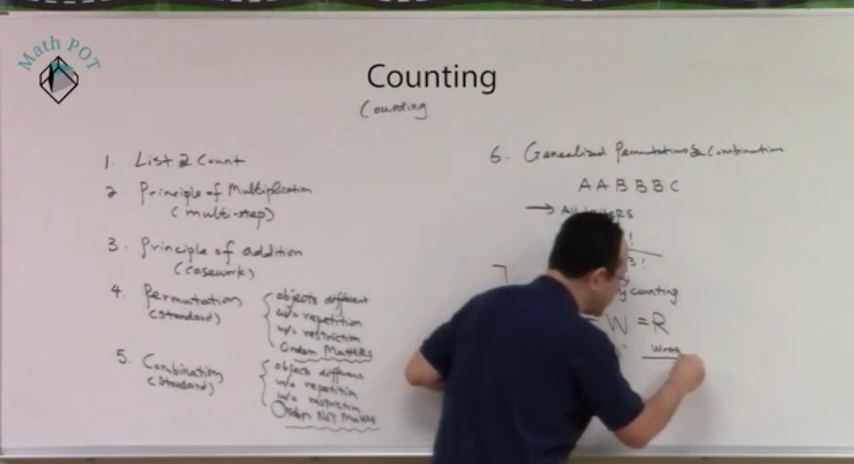 Math POT
Counting
Counting
1. List & Count
2. Principle of Multiplication
(multi-step)
3. Principle of addition
(casework)
4. Permutation
(standard)
objects different
w/o repetition
w/o restriction
Order Matters
5. Combination
(standard)
objects different
w/o repetition
w/o restriction
Order NOT Matters
6. Generalized Permutations & Combination
A A B B B C
→ All letters
!
3!
counting
= W = R